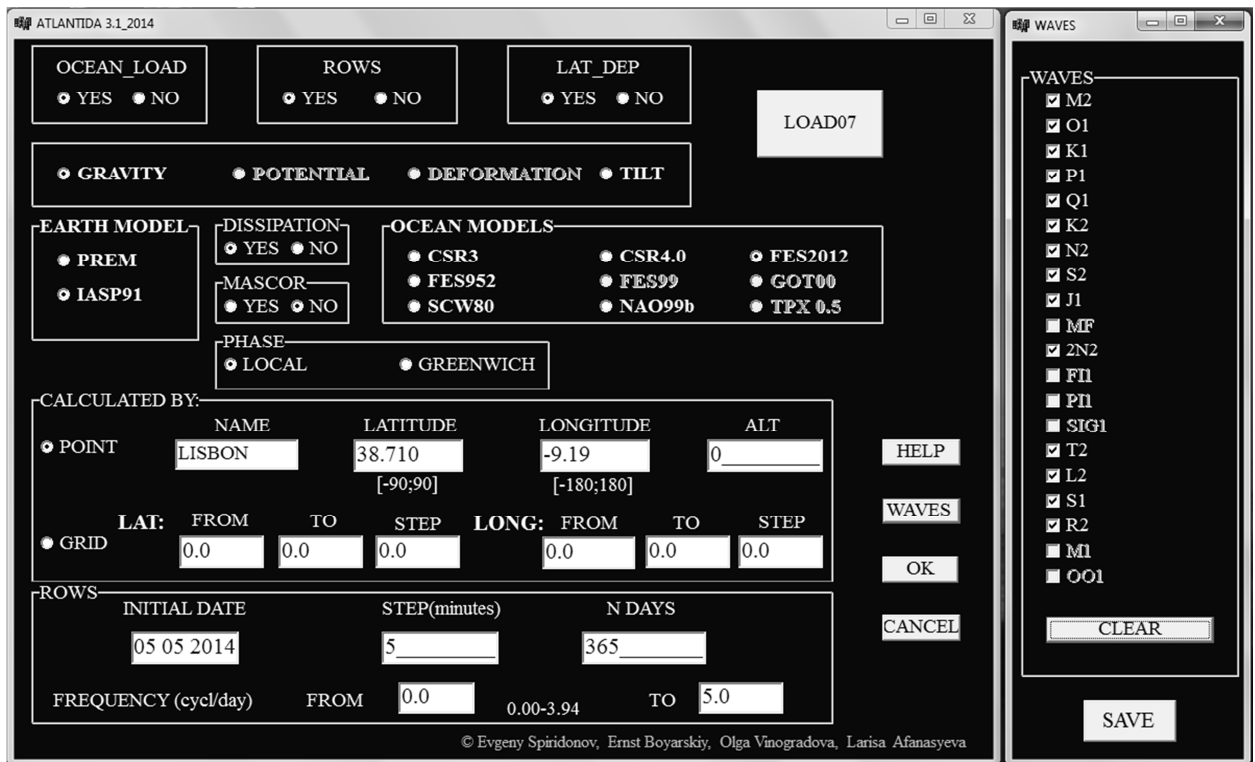 ATLANTIDA 3.1_2014
OCEAN_LOAD
YES NO
ROWS
YES NO
LAT_DEP
YES NO
LOAD07
GRAVITY POTENTIAL DEFORMATION TILT
EARTH MODEL
PREM
IASP91
DISSIPATION
YES NO
MASCOR
YES NO
OCEAN MODELS
CSR3 CSR4.0 FES2012
FES952 FES99 GOT00
SCW80 NAO99b TPX 0.5
PHASE
LOCAL GREENWICH
CALCULATED BY:
NAME LATITUDE LONGITUDE ALT
POINT LISBON 38.710 -9.19 0__________
[-90;90] [-180;180]
LAT: FROM TO STEP LONG: FROM TO STEP
GRID 0.0 0.0 0.0 0.0 0.0 0.0
HELP
WAVES
OK
CANCEL
ROWS
INITIAL DATE STEP(minutes) N DAYS
05 05 2014 5__________ 365________
FREQUENCY (cycl/day) FROM 0.0 0.00-3.94 TO 5.0
© Evgeny Spiridonov, Ernst Boyarskiy, Olga Vinogradova, Larisa Afanasyeva
WAVES
WAVES
M2
O1
K1
P1
Q1
K2
N2
S2
J1
MF
2N2
FI1
PI1
SIG1
T2
L2
S1
R2
M1
OO1
CLEAR
SAVE